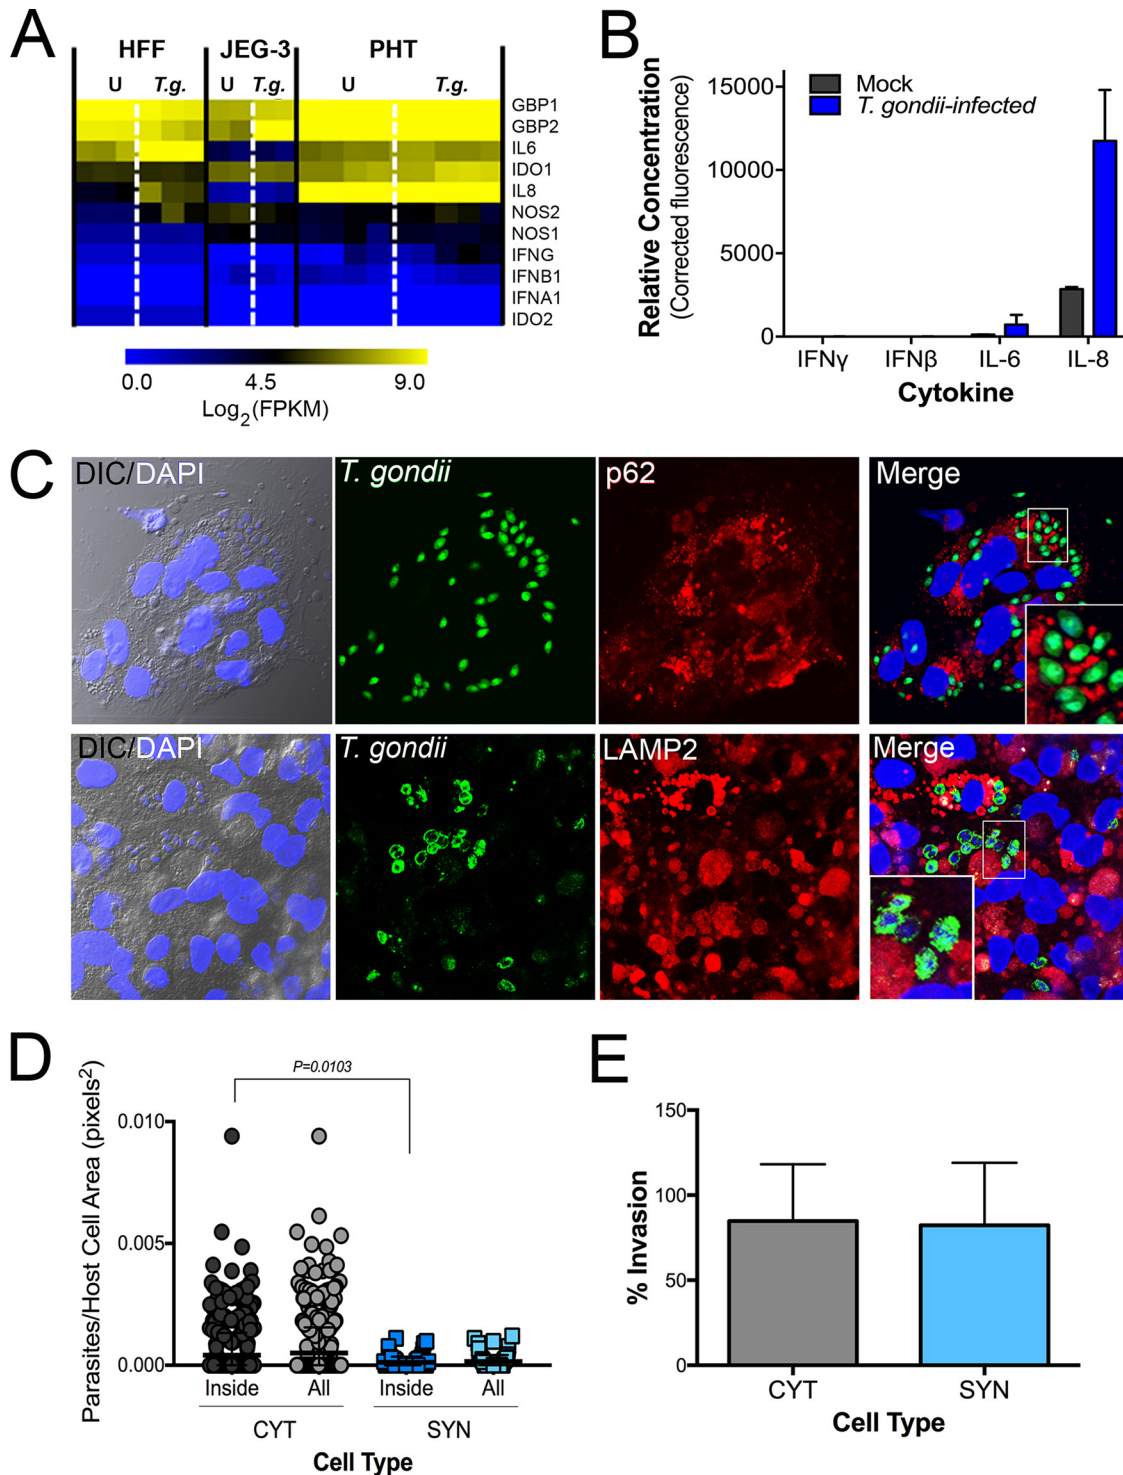 A
HFF JEG-3 PHT
U T.g. U T.g. U T.g.
GBP1
GBP2
IL6
IDO1
IL8
NOS2
NOS1
IFNG
IFNB1
IFNA1
IDO2
0.0 4.5 9.0
Log2(FPKM)
B
Relative Concentration
(Corrected fluorescence)
15000
10000
5000
0
Mock
T. gondii-infected
IFNγ IFNβ IL-6 IL-8
Cytokine
C
DIC/DAPI T. gondii p62 Merge
DIC/DAPI T. gondii LAMP2 Merge
D
Parasites/Host Cell Area (pixels2)
P=0.0103
0.010
0.005
0.000
Inside All Inside All
CYT SYN
Cell Type
E
% Invasion
150
100
50
0
CYT SYN
Cell Type